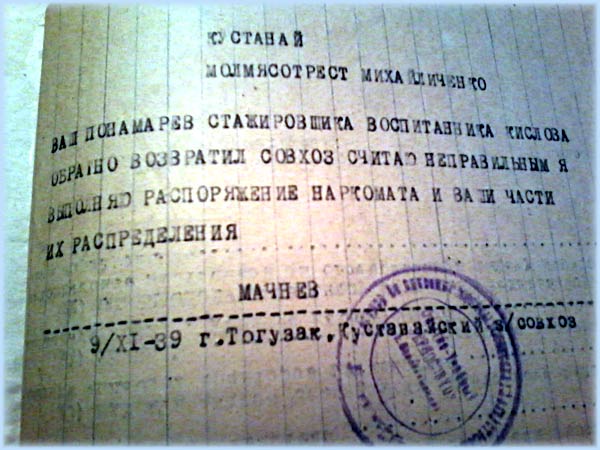 КУСТАНАЙ
МОЛМЯСОТРЕСТ МИХАЙЛИЧЕНКО
ВАШ ПОНАМАРЕВ СТАЖИРОВЩИКА ВОСПИТАННИКА КИСЛОВА
ОБРАТНО ВОЗВРАТИЛ СОВХОЗ СЧИТАЮ НЕПРАВИЛЬНЫМ Я
ВЫПОЛНЯЮ РАСПОРЯЖЕНИЕ НАРКОМАТА И ВАШИ ЧАСТИ
ИХ РАСПРЕДЕЛЕНИЯ
МАЧНЕВ
9/XI-39 г.Тогузак,Кустанайский з/совхоз